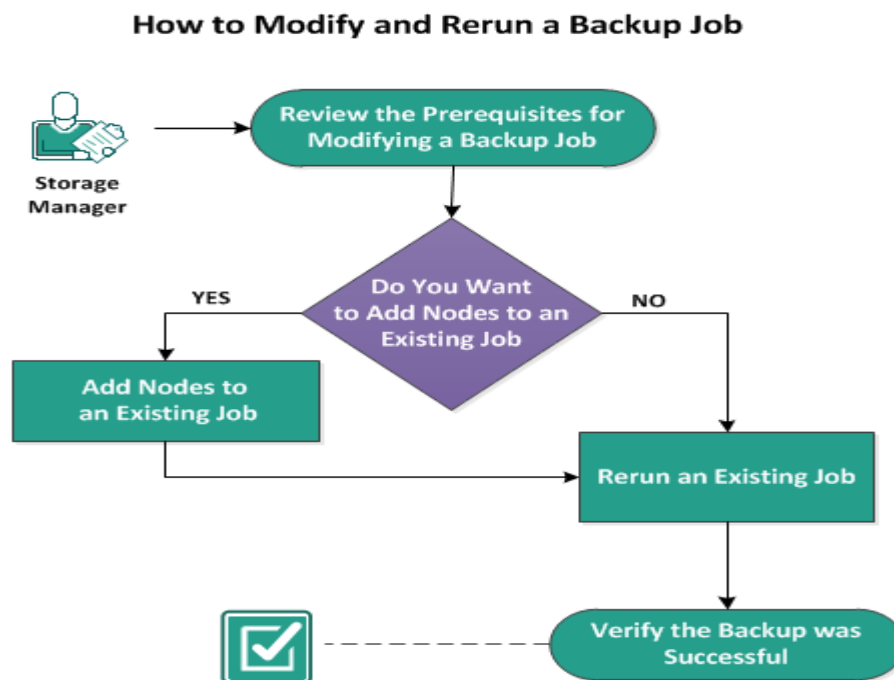 How to Modify and Rerun a Backup Job
Review the Prerequisites for
Modifying a Backup Job
Storage
Manager
Do You Want
to Add Nodes to an
Existing Job
YES
NO
Add Nodes to
an Existing Job
Rerun an Existing Job
Verify the Backup was
Successful